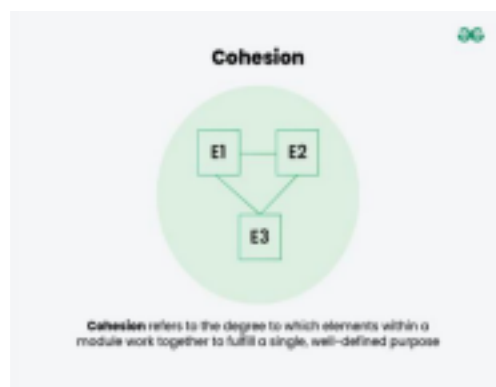 Cohesion
E1 E2
E3
Cohesion refers to the degree to which elements within a
module work together to fulfill a single, well-defined purpose